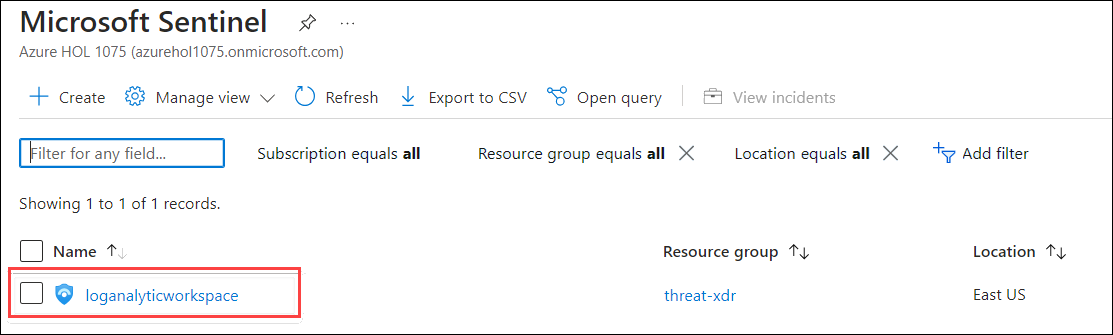 Microsoft Sentinel ...
Azure HOL 1075 (azurehol1075.onmicrosoft.com)
Create Manage view Refresh Export to CSV Open query View incidents
Filter for any field... Subscription equals all Resource group equals all Location equals all Add filter
Showing 1 to 1 of 1 records.
Name Resource group Location
loganalyticworkspace threat-xdr East US